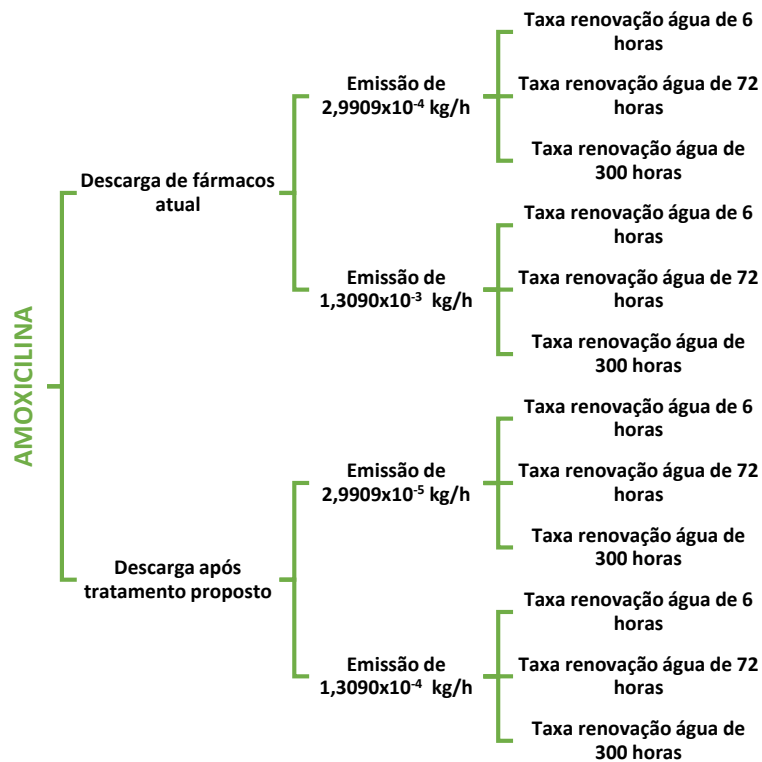 AMOXICILINA
Descarga de fármacos
atual
Emissão de
2,9909x10⁻⁴ kg/h
Taxa renovação água de 6
horas
Taxa renovação água de 72
horas
Taxa renovação água de
300 horas
Emissão de
1,3090x10⁻³ kg/h
Taxa renovação água de 6
horas
Taxa renovação água de 72
horas
Taxa renovação água de
300 horas
Descarga após
tratamento proposto
Emissão de
2,9909x10⁻⁵ kg/h
Taxa renovação água de 6
horas
Taxa renovação água de 72
horas
Taxa renovação água de
300 horas
Emissão de
1,3090x10⁻⁴ kg/h
Taxa renovação água de 6
horas
Taxa renovação água de 72
horas
Taxa renovação água de
300 horas